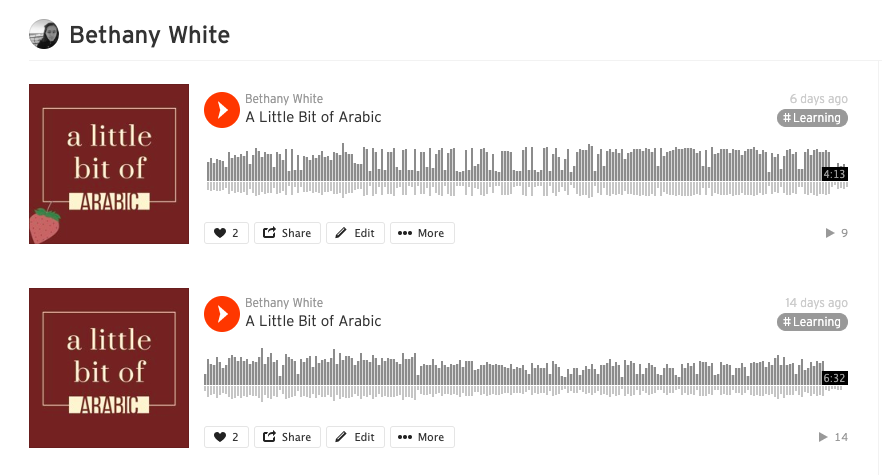 Bethany White
a little
bit of
ARABIC
Bethany White
6 days ago
A Little Bit of Arabic
# Learning
4:13
2
Share
Edit
More
9
a little
bit of
ARABIC
Bethany White
14 days ago
A Little Bit of Arabic
# Learning
6:32
2
Share
Edit
More
14